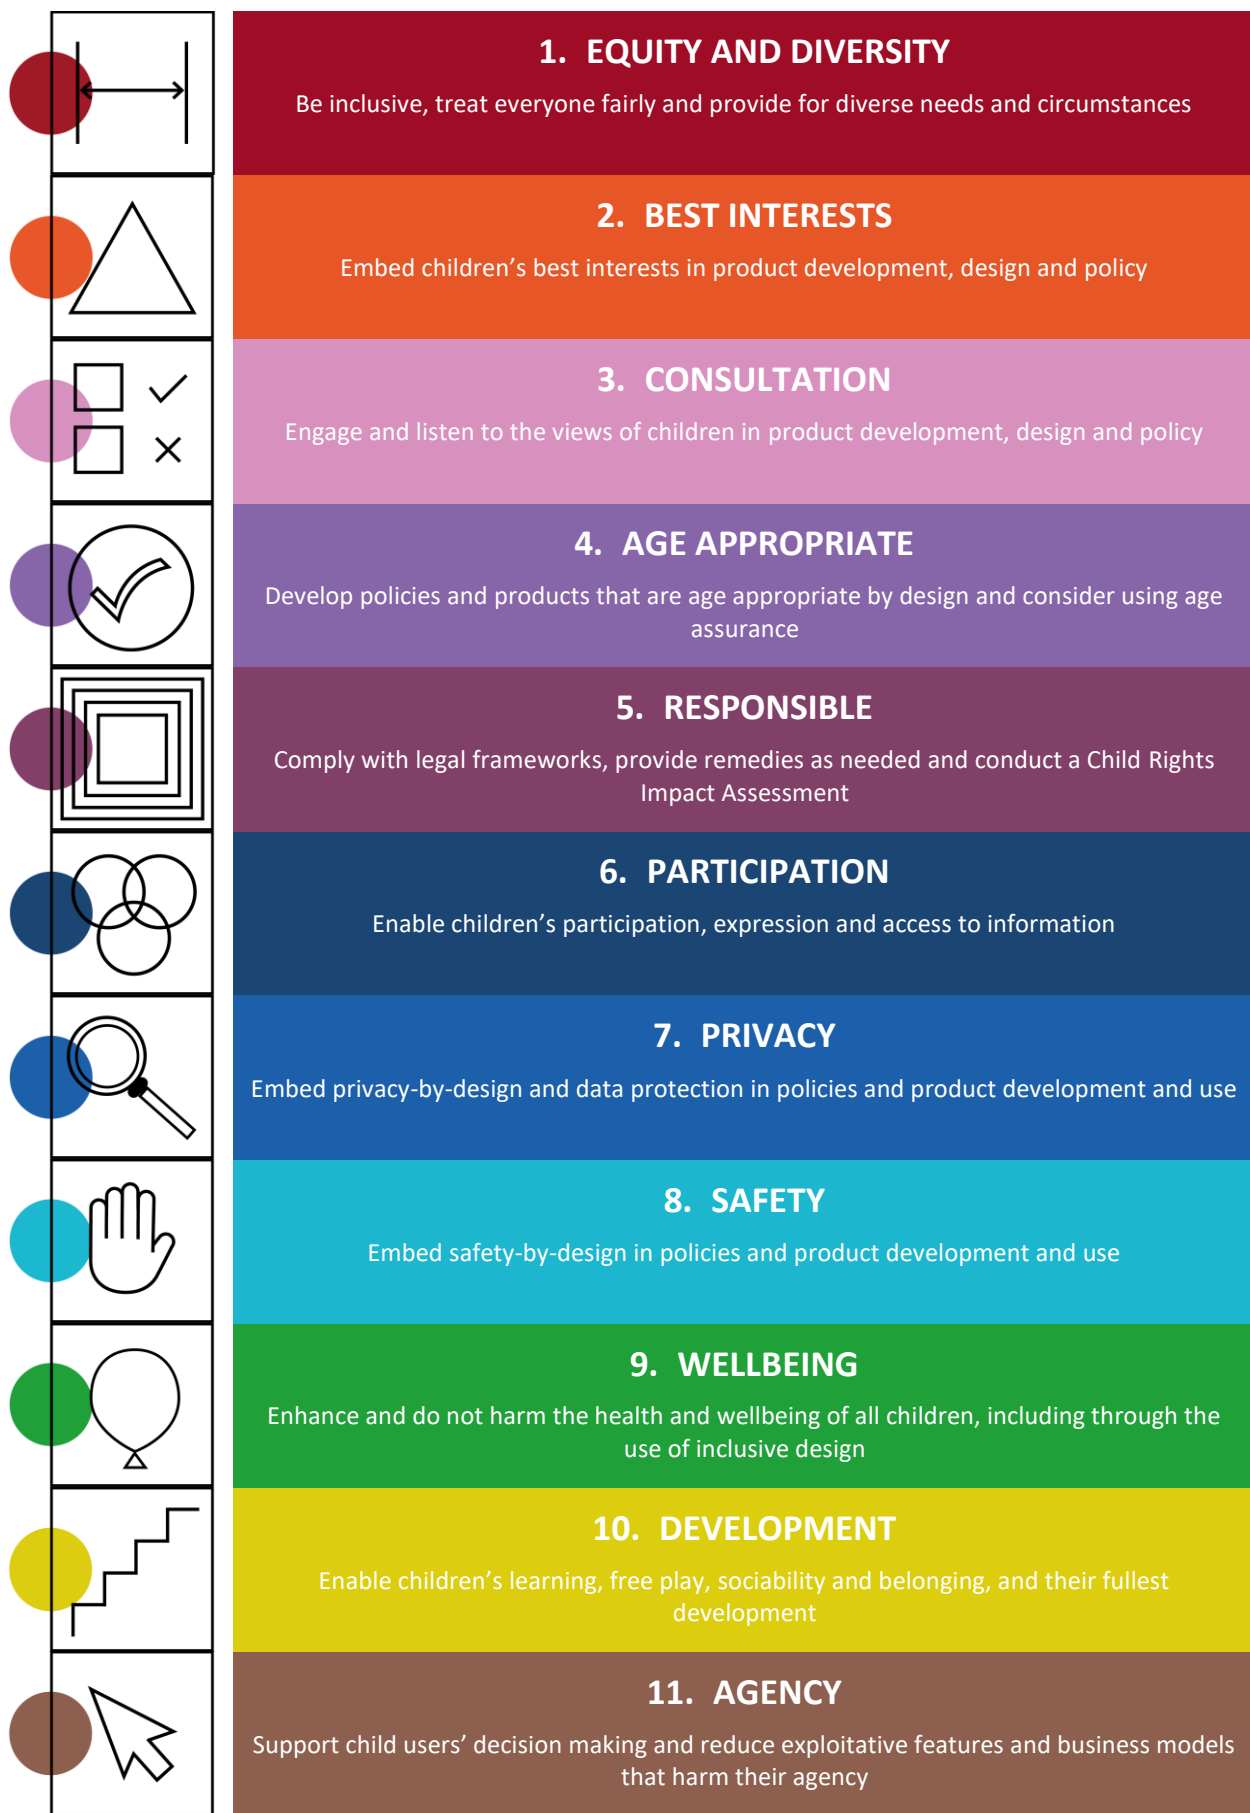 1. EQUITY AND DIVERSITY
Be inclusive, treat everyone fairly and provide for diverse needs and circumstances
2. BEST INTERESTS
Embed children’s best interests in product development, design and policy
3. CONSULTATION
Engage and listen to the views of children in product development, design and policy
4. AGE APPROPRIATE
Develop policies and products that are age appropriate by design and consider using age
assurance
5. RESPONSIBLE
Comply with legal frameworks, provide remedies as needed and conduct a Child Rights
Impact Assessment
6. PARTICIPATION
Enable children’s participation, expression and access to information
7. PRIVACY
Embed privacy-by-design and data protection in policies and product development and use
8. SAFETY
Embed safety-by-design in policies and product development and use
9. WELLBEING
Enhance and do not harm the health and wellbeing of all children, including through the
use of inclusive design
10. DEVELOPMENT
Enable children’s learning, free play, sociability and belonging, and their fullest
development
11. AGENCY
Support child users’ decision making and reduce exploitative features and business models
that harm their agency